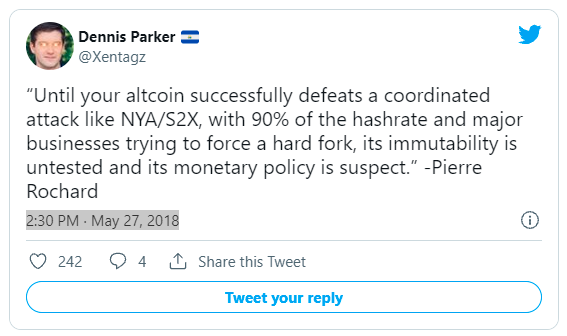 Dennis Parker 🇸🇻
@Xentagz
“Until your altcoin successfully defeats a coordinated
attack like NYA/S2X, with 90% of the hashrate and major
businesses trying to force a hard fork, its immutability is
untested and its monetary policy is suspect.” -Pierre
Rochard
2:30 PM · May 27, 2018
242 4 Share this Tweet
Tweet your reply